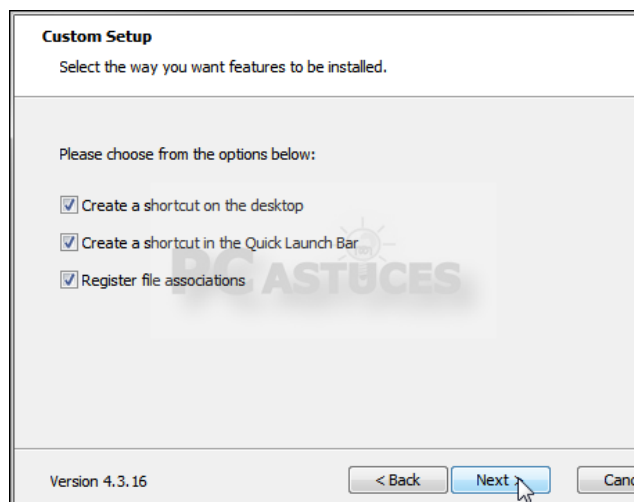 Custom Setup
Select the way you want features to be installed.
Please choose from the options below:
Create a shortcut on the desktop
Create a shortcut in the Quick Launch Bar
Register file associations
PC ASTUCES
Version 4.3.16
< Back
Next >
Canc